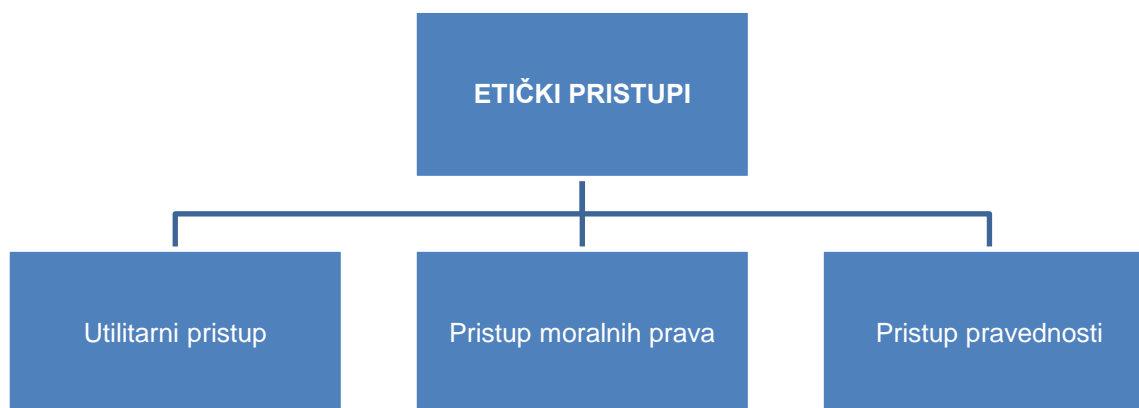 ETIČKI PRISTUPI
Utilitarni pristup
Pristup moralnih prava
Pristup pravednosti